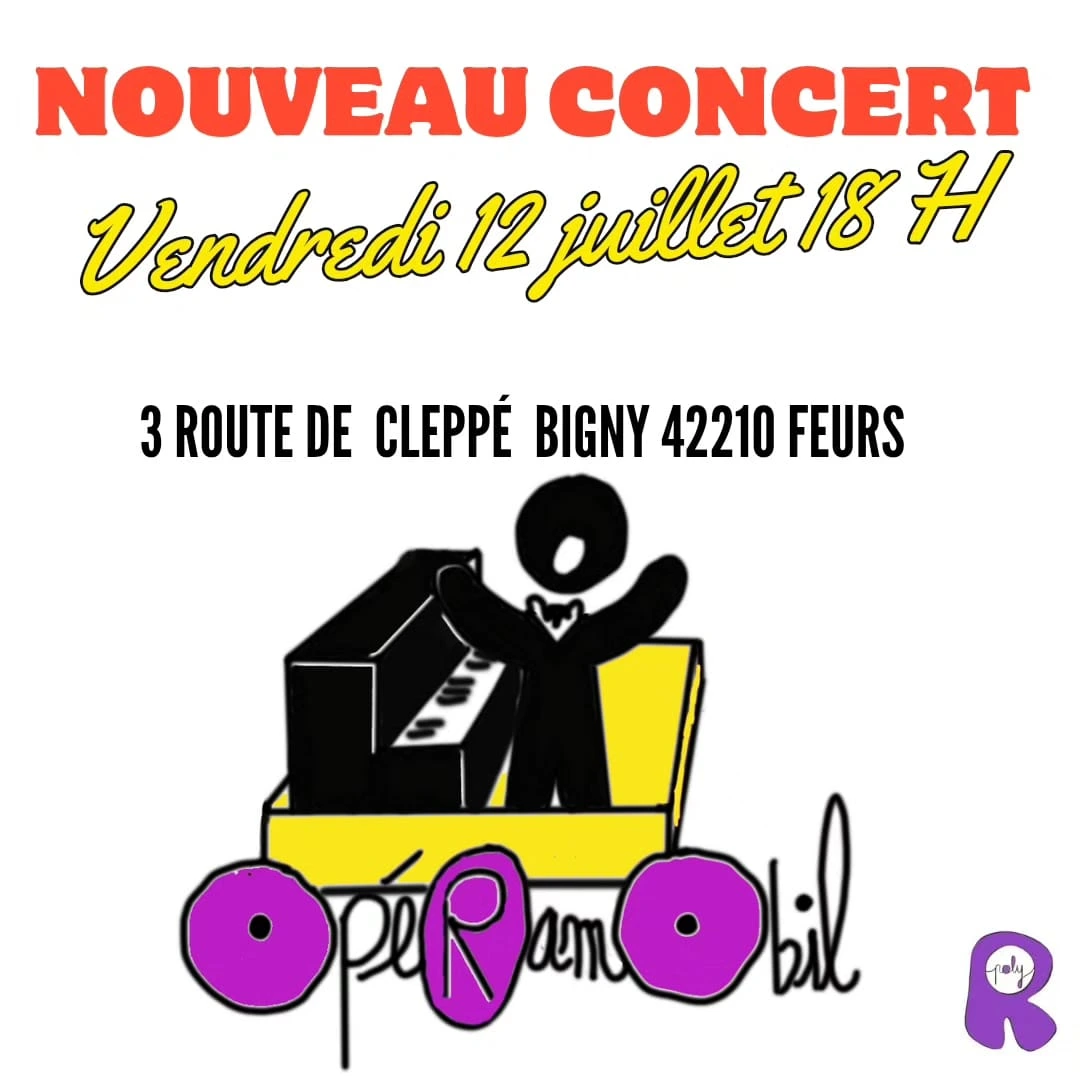 NOUVEAU CONCERT
Vendredi 12 juillet 18 H
3 ROUTE DE CLEPPÉ BIGNY 42210 FEURS
OpéRamObil
poly
R